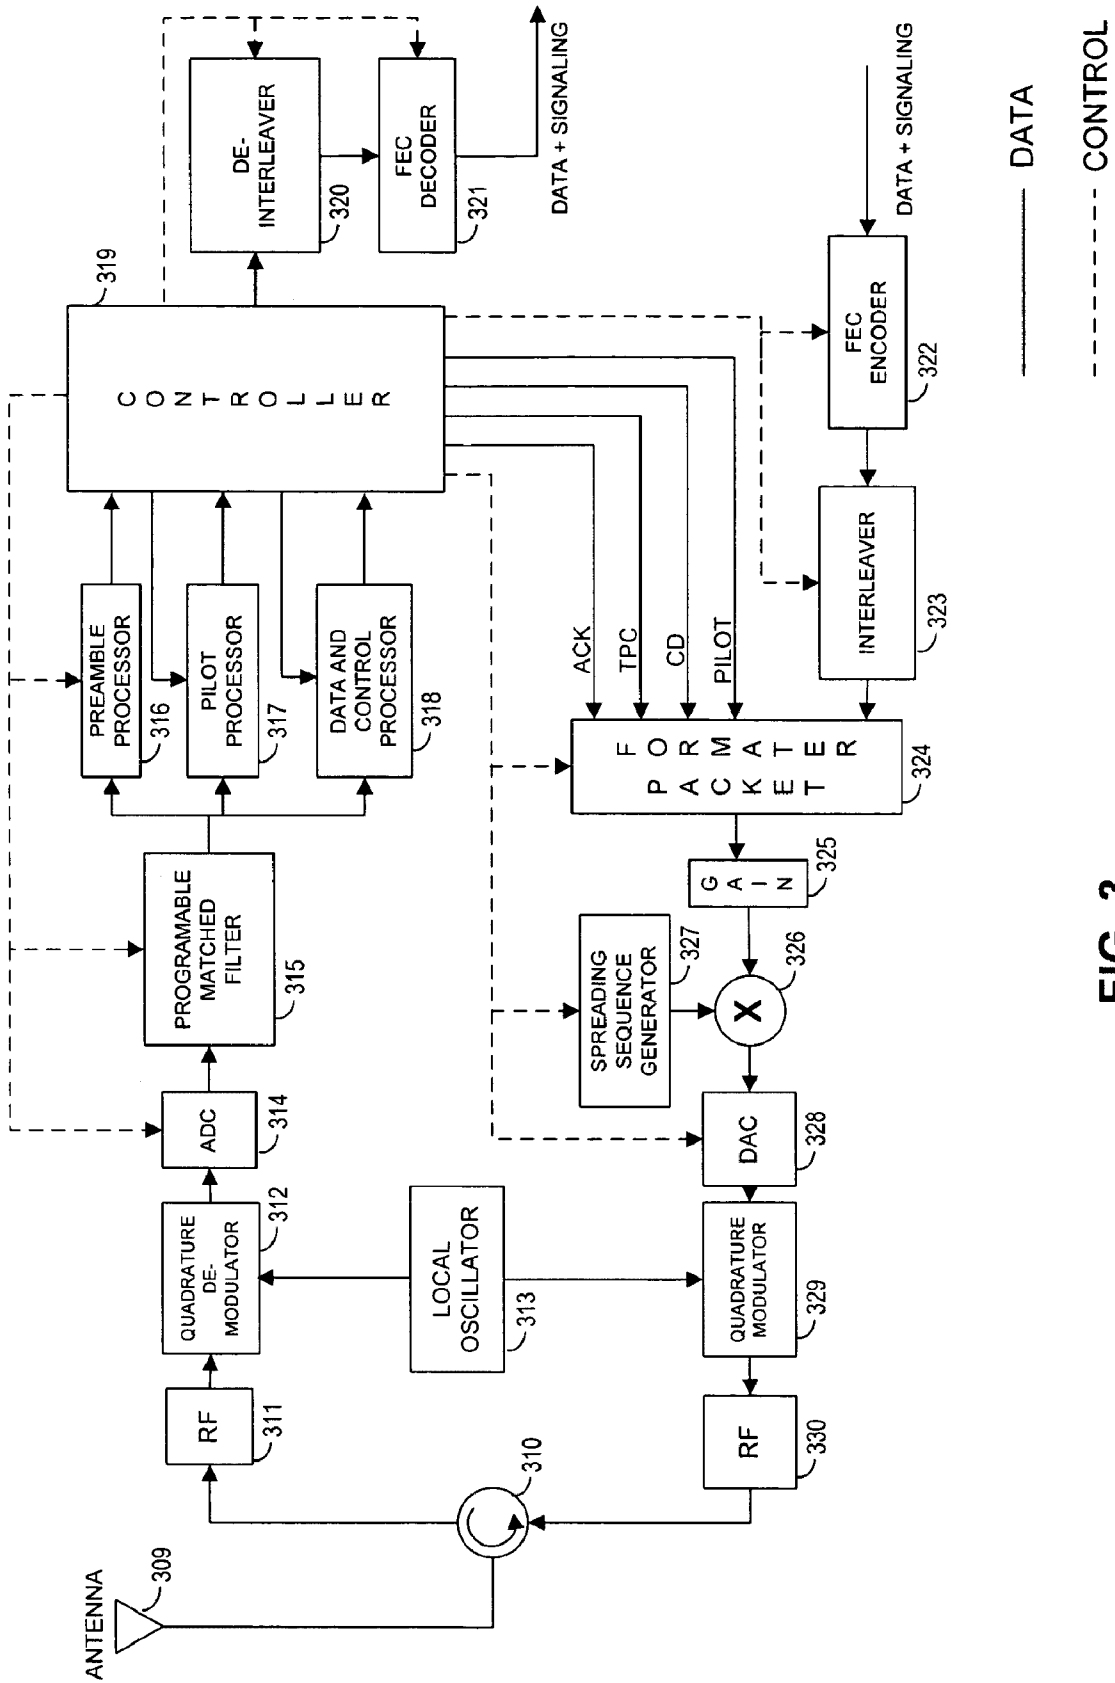 ANTENNA
309
310
RF
311
QUADRATURE
DE-
MODULATOR
312
LOCAL
OSCILLATOR
313
ADC
314
PROGRAMABLE
MATCHED
FILTER
315
PREAMBLE
PROCESSOR
316
PILOT
PROCESSOR
317
DATA AND
CONTROL
PROCESSOR
318
CONTROLLER
319
DE-
INTERLEAVER
320
FEC
DECODER
321
DATA + SIGNALING
ACK
TPC
CD
PILOT
DATA + SIGNALING
FEC
ENCODER
322
INTERLEAVER
323
PACKET
FORMATTER
324
GAIN
325
X
326
SPREADING
SEQUENCE
GENERATOR
327
DAC
328
QUADRATURE
MODULATOR
329
RF
330
DATA
CONTROL